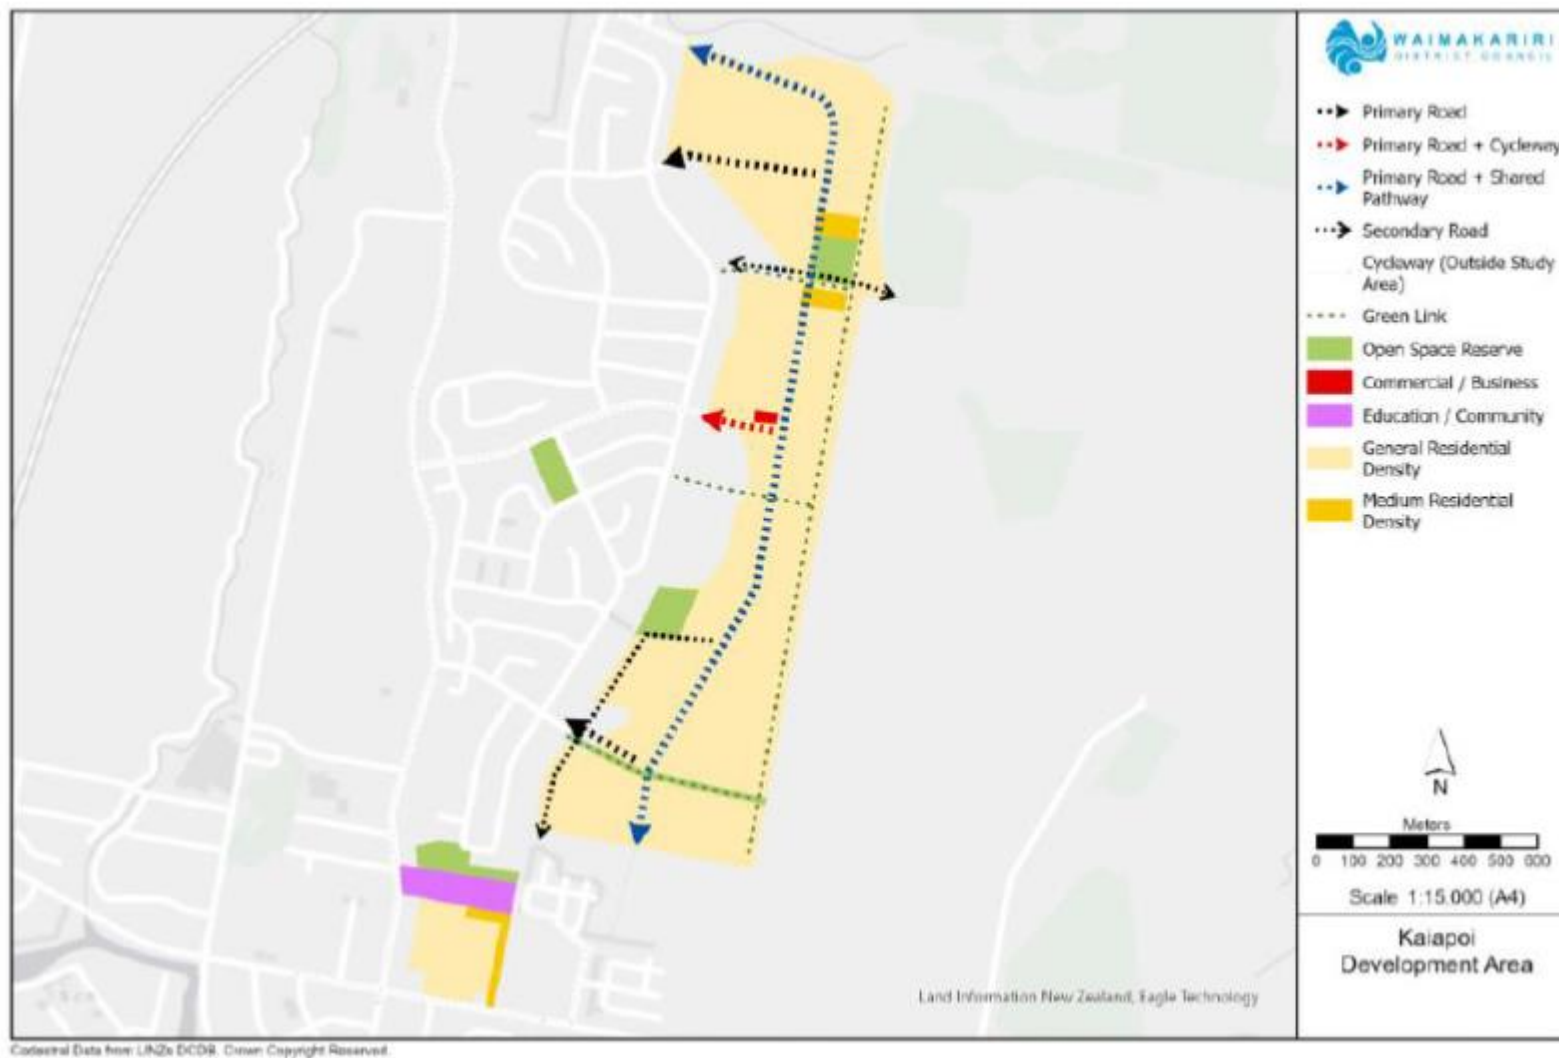 WAIMAKARIRI
DISTRICT COUNCIL
Primary Road
Primary Road + Cycleway
Primary Road + Shared
Pathway
Secondary Road
Cycleway (Outside Study
Area)
Green Link
Open Space Reserve
Commercial / Business
Education / Community
General Residential
Density
Medium Residential
Density
N
Meters
0 100 200 300 400 500 600
Scale 1:15,000 (A4)
Kaiapoi
Development Area
Land Information New Zealand, Eagle Technology
Cadastral Data from LINZs DCDB. Crown Copyright Reserved.